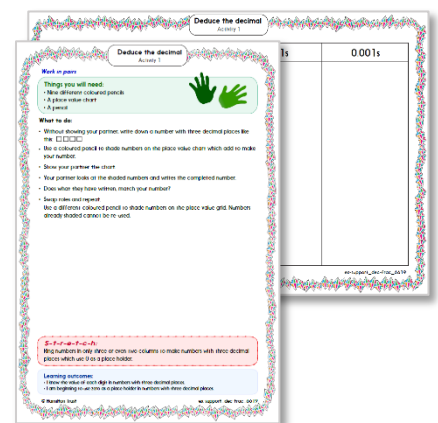 Deduce the decimal
Activity 1
0.001s
Deduce the decimal
Activity 1
Work in pairs
Things you will need:
• Nine different coloured pencils
• A place value chart
• A pencil
What to do:
• Without showing your partner, write down a number with three decimal places like
this:
• Use a coloured pencil to shade numbers on the place value chart which add to make
your number.
• Show your partner the chart.
• Your partner looks at the shaded numbers and writes the completed number.
• Does what they have written, match your number?
• Swap roles and repeat.
Use a different coloured pencil to shade numbers on the place value grid. Numbers
already shaded cannot be re-used.
S-t-r-e-t-c-h:
Ring numbers in only three or even two columns to make numbers with three decimal
places which use 0 as a place holder.
Learning outcomes:
• I know the value of each digit in numbers with three decimal places.
• I am beginning to use zero as a place holder in numbers with three decimal places.
© Hamilton Trust
ex-support_dec-frac_0619
ex-support_dec-frac_0619